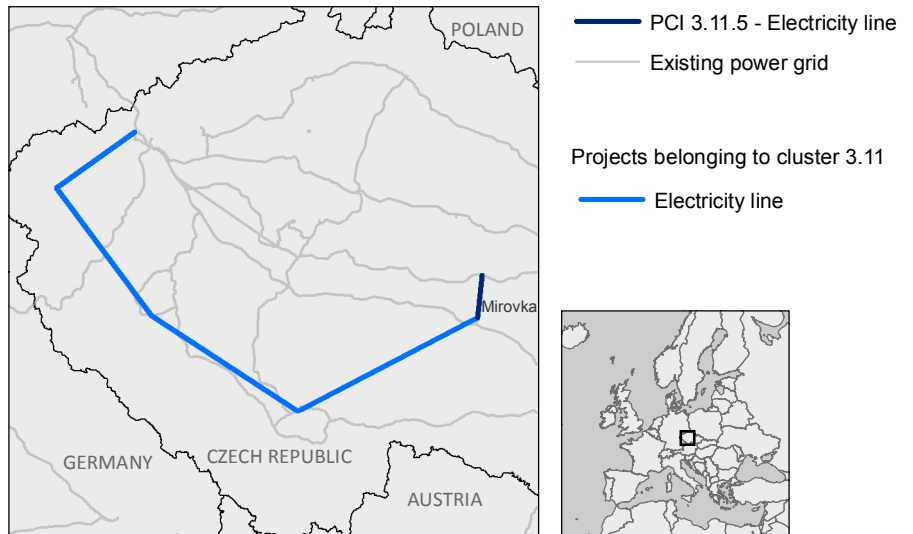 POLAND
PCI 3.11.5 - Electricity line
Existing power grid
Projects belonging to cluster 3.11
Electricity line
Mirovka
GERMANY
CZECH REPUBLIC
AUSTRIA